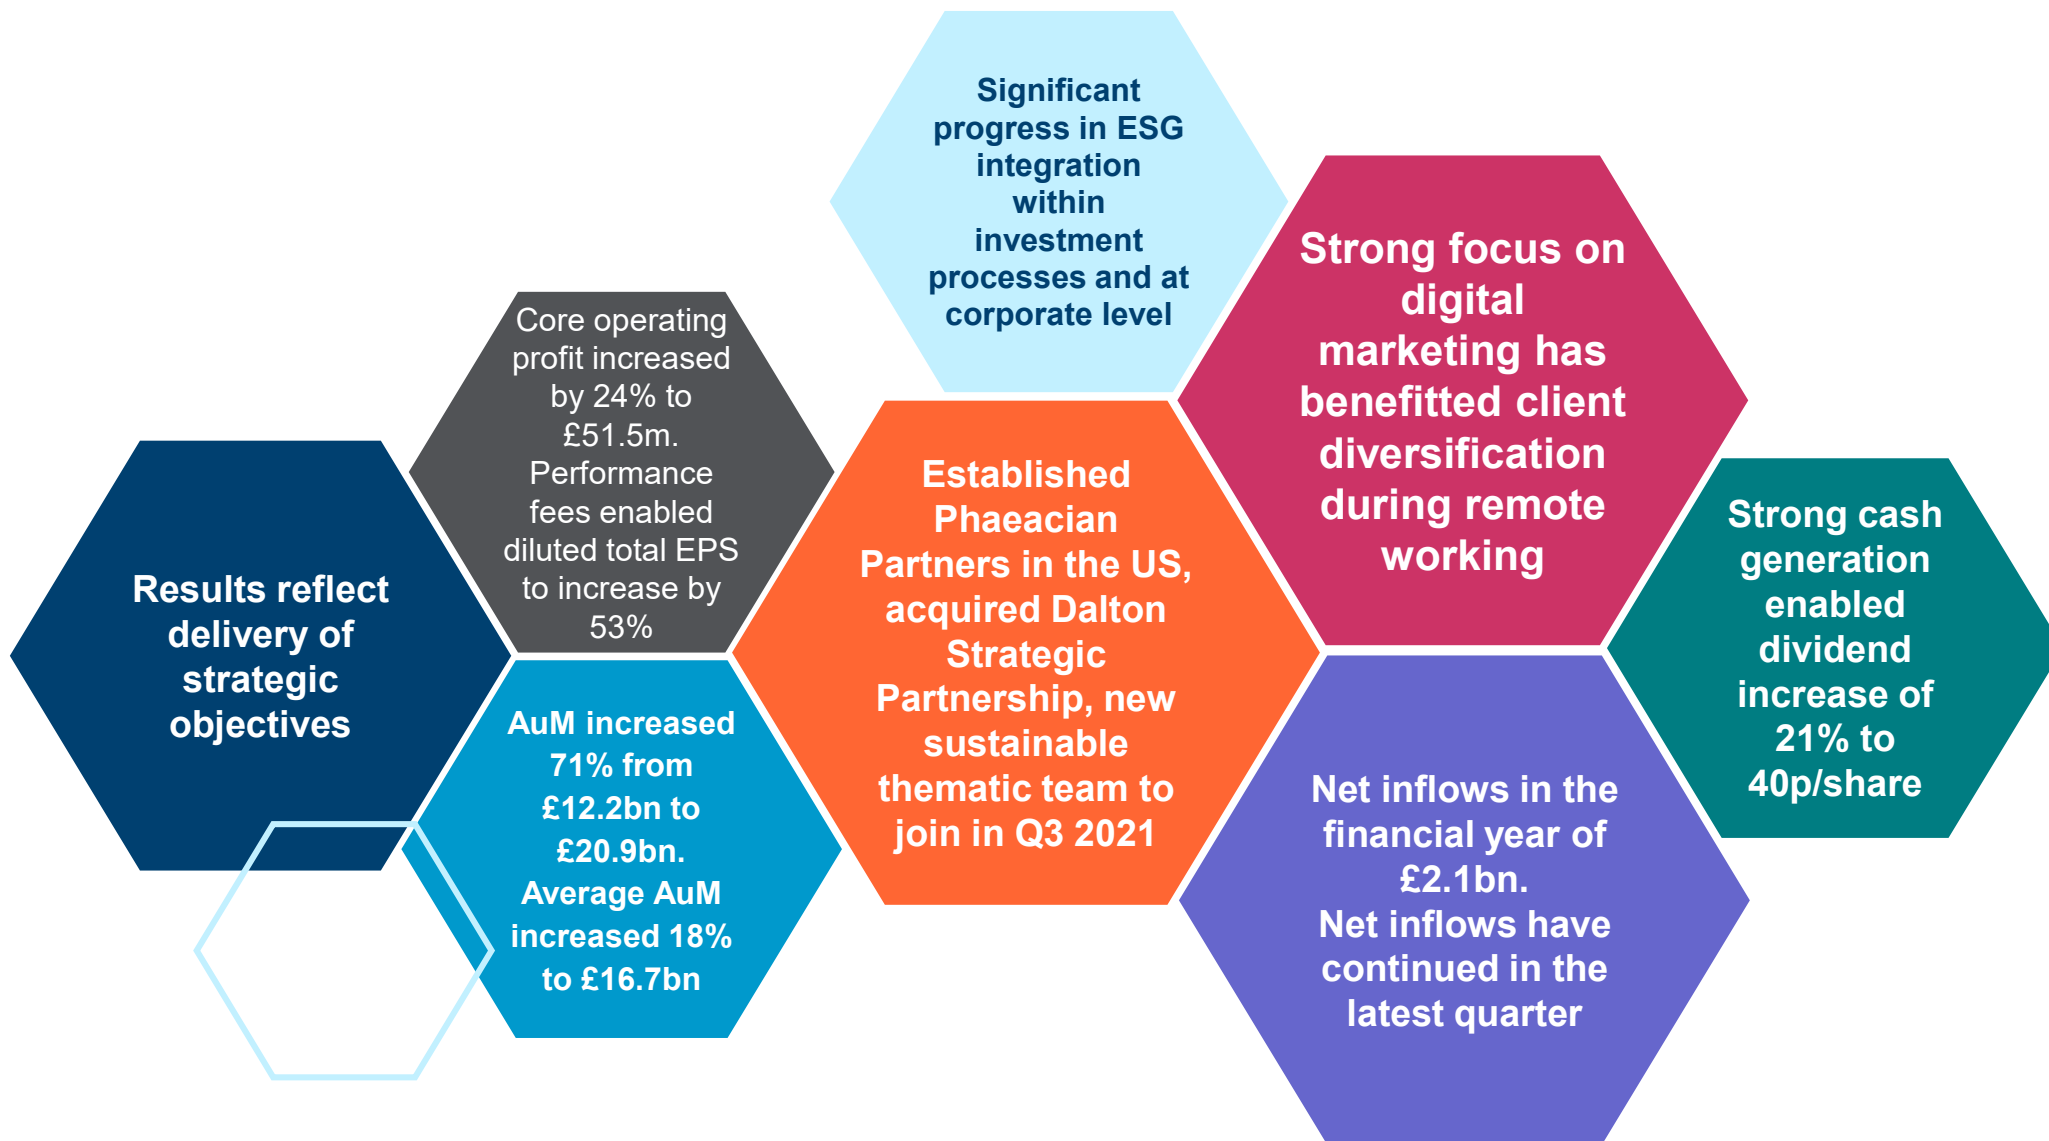 Results reflect
delivery of
strategic
objectives
Core operating
profit increased
by 24% to
£51.5m.
Performance
fees enabled
diluted total EPS
to increase by
53%
AuM increased
71% from
£12.2bn to
£20.9bn.
Average AuM
increased 18%
to £16.7bn
Significant
progress in ESG
integration
within
investment
processes and at
corporate level
Established
Phaeacian
Partners in the US,
acquired Dalton
Strategic
Partnership, new
sustainable
thematic team to
join in Q3 2021
Strong focus on
digital
marketing has
benefitted client
diversification
during remote
working
Net inflows in the
financial year of
£2.1bn.
Net inflows have
continued in the
latest quarter
Strong cash
generation
enabled
dividend
increase of
21% to
40p/share